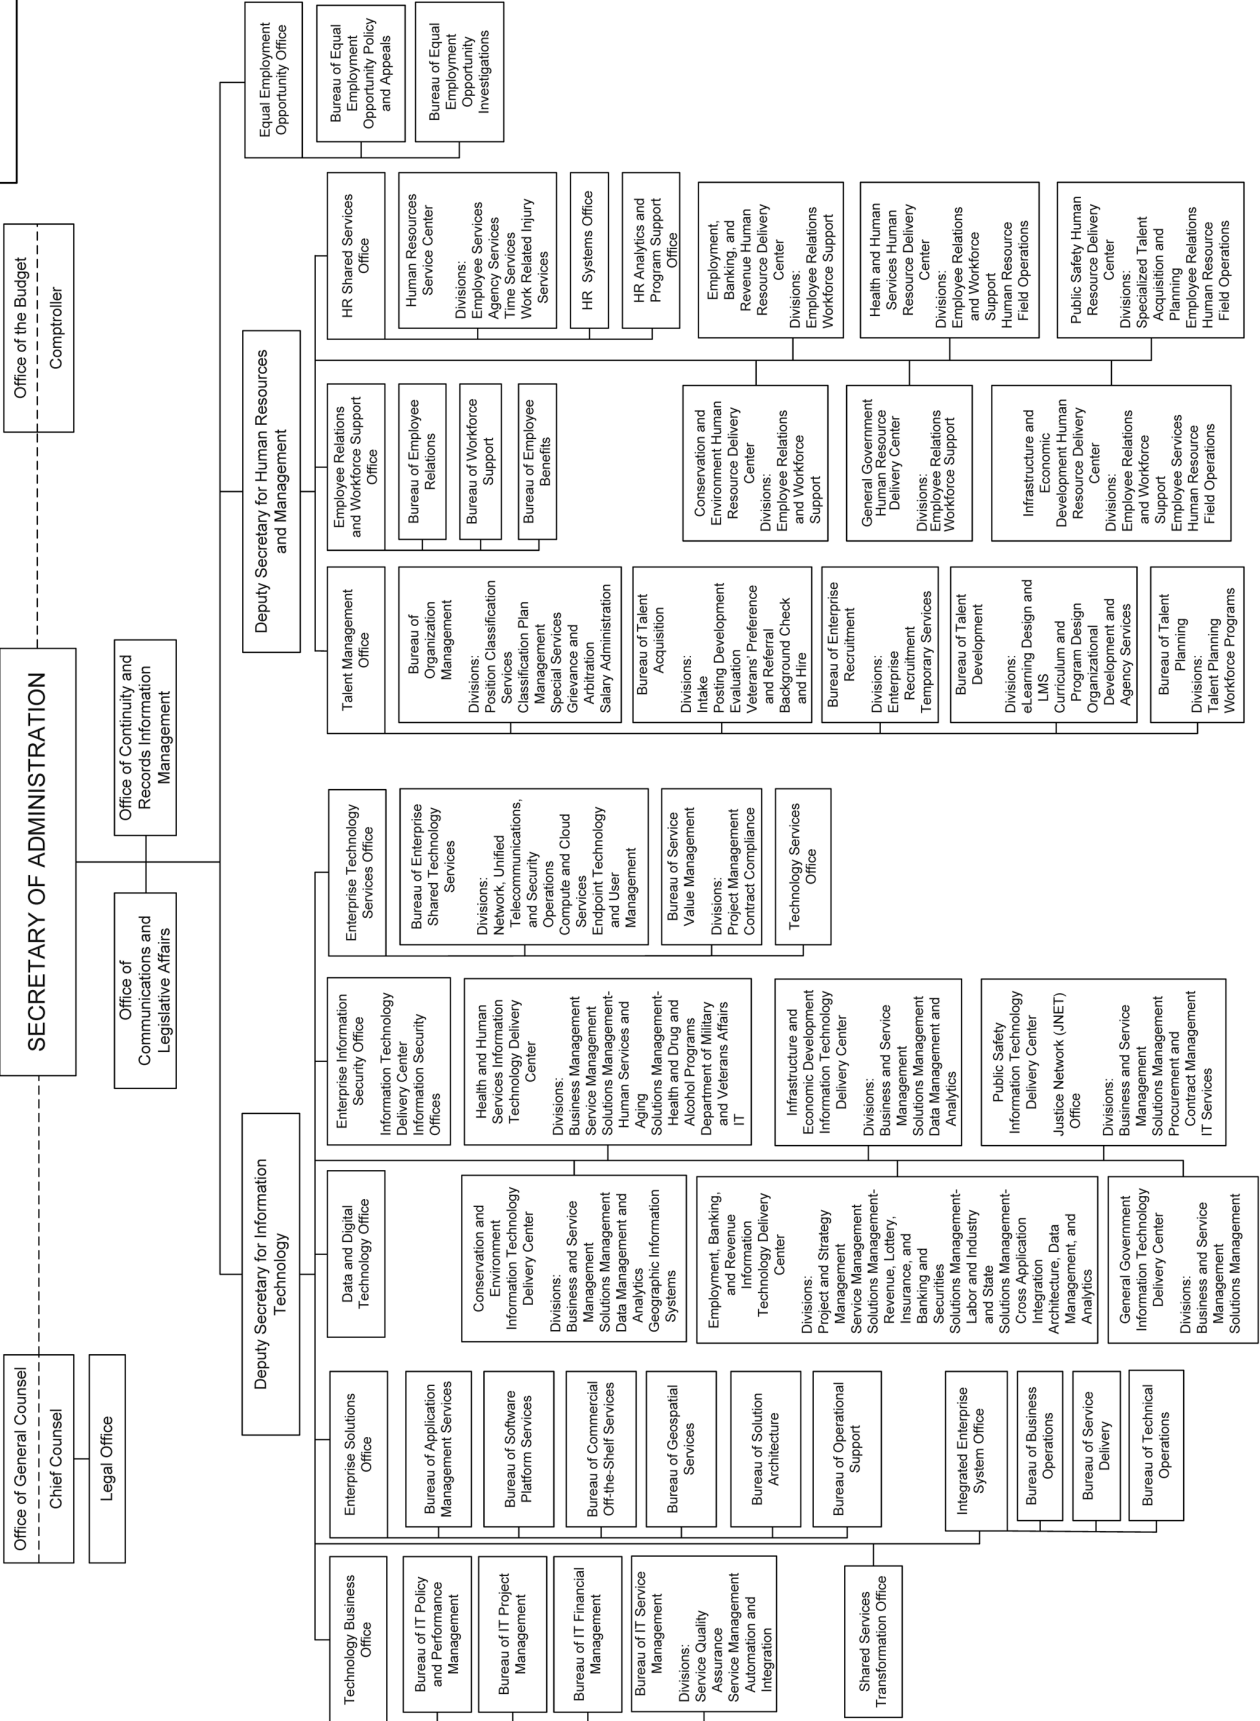 Office of General Counsel
Chief Counsel
Legal Office
SECRETARY OF ADMINISTRATION
Office of the Budget
Comptroller
Office of
Communications and
Legislative Affairs
Office of Continuity and
Records Information
Management
Deputy Secretary for Information
Technology
Technology Business
Office
Bureau of IT Policy
and Performance
Management
Bureau of IT Project
Management
Bureau of IT Financial
Management
Bureau of IT Service
Management
Divisions:
Service Quality
Assurance
Service Management
Automation and
Integration
Shared Services
Transformation Office
Enterprise Solutions
Office
Bureau of Application
Management Services
Bureau of Software
Platform Services
Bureau of Commercial
Off-the-Shelf Services
Bureau of Geospatial
Services
Bureau of Solution
Architecture
Bureau of Operational
Support
Integrated Enterprise
System Office
Bureau of Business
Operations
Bureau of Service
Delivery
Bureau of Technical
Operations
Data and Digital
Technology Office
Conservation and
Environment
Information Technology
Delivery Center
Divisions:
Business and Service
Management
Solutions Management
Data Management and
Analytics
Geographic Information
Systems
Employment, Banking,
and Revenue
Information
Technology Delivery
Center
Divisions:
Project and Strategy
Management
Service Management
Solutions Management-
Revenue, Lottery,
Insurance, and
Banking and
Securities
Solutions Management-
Labor and Industry
and State
Solutions Management-
Cross Application
Integration
Architecture, Data
Management, and
Analytics
General Government
Information Technology
Delivery Center
Divisions:
Business and Service
Management
Solutions Management
Enterprise Information
Security Office
Information Technology
Delivery Center
Information Security
Offices
Health and Human
Services Information
Technology Delivery
Center
Divisions:
Business Management
Service Management
Solutions Management-
Human Services and
Aging
Solutions Management-
Health and Drug and
Alcohol Programs
Department of Military
and Veterans Affairs
IT
Infrastructure and
Economic Development
Information Technology
Delivery Center
Divisions:
Business and Service
Management
Solutions Management
Data Management and
Analytics
Public Safety
Information Technology
Delivery Center
Justice Network (JNET)
Office
Divisions:
Business and Service
Management
Solutions Management
Procurement and
Contract Management
IT Services
Enterprise Technology
Services Office
Bureau of Enterprise
Shared Technology
Services
Divisions:
Network, Unified
Telecommunications,
and Security
Operations
Compute and Cloud
Services
Endpoint Technology
and User
Management
Bureau of Service
Value Management
Divisions:
Project Management
Contract Compliance
Technology Services
Office
Deputy Secretary for Human Resources
and Management
Talent Management
Office
Bureau of
Organization
Management
Divisions:
Position Classification
Services
Classification Plan
Management
Special Services
Grievance and
Arbitration
Salary Administration
Bureau of Talent
Acquisition
Divisions:
Intake
Posting Development
Evaluation
Veterans' Preference
and Referral
Background Check
and Hire
Bureau of Enterprise
Recruitment
Divisions:
Enterprise
Recruitment
Temporary Services
Bureau of Talent
Development
Divisions:
eLearning Design and
LMS
Curriculum and
Program Design
Organizational
Development and
Agency Services
Bureau of Talent
Planning
Divisions:
Talent Planning
Workforce Programs
Employee Relations
and Workforce Support
Office
Bureau of Employee
Relations
Bureau of Workforce
Support
Bureau of Employee
Benefits
Conservation and
Environment Human
Resource Delivery
Center
Divisions:
Employee Relations
and Workforce
Support
General Government
Human Resource
Delivery Center
Divisions:
Employee Relations
Workforce Support
Infrastructure and
Economic
Development Human
Resource Delivery
Center
Divisions:
Employee Relations
and Workforce
Support
Employee Services
Human Resource
Field Operations
HR Shared Services
Office
Human Resources
Service Center
Divisions:
Employee Services
Agency Services
Time Services
Work Related Injury
Services
HR Systems Office
HR Analytics and
Program Support
Office
Employment,
Banking, and
Revenue Human
Resource Delivery
Center
Divisions:
Employee Relations
Workforce Support
Health and Human
Services Human
Resource Delivery
Center
Divisions:
Employee Relations
and Workforce
Support
Human Resource
Field Operations
Public Safety Human
Resource Delivery
Center
Divisions:
Specialized Talent
Acquisition and
Planning
Employee Relations
Human Resource
Field Operations
Equal Employment
Opportunity Office
Bureau of Equal
Employment
Opportunity Policy
and Appeals
Bureau of Equal
Employment
Opportunity
Investigations